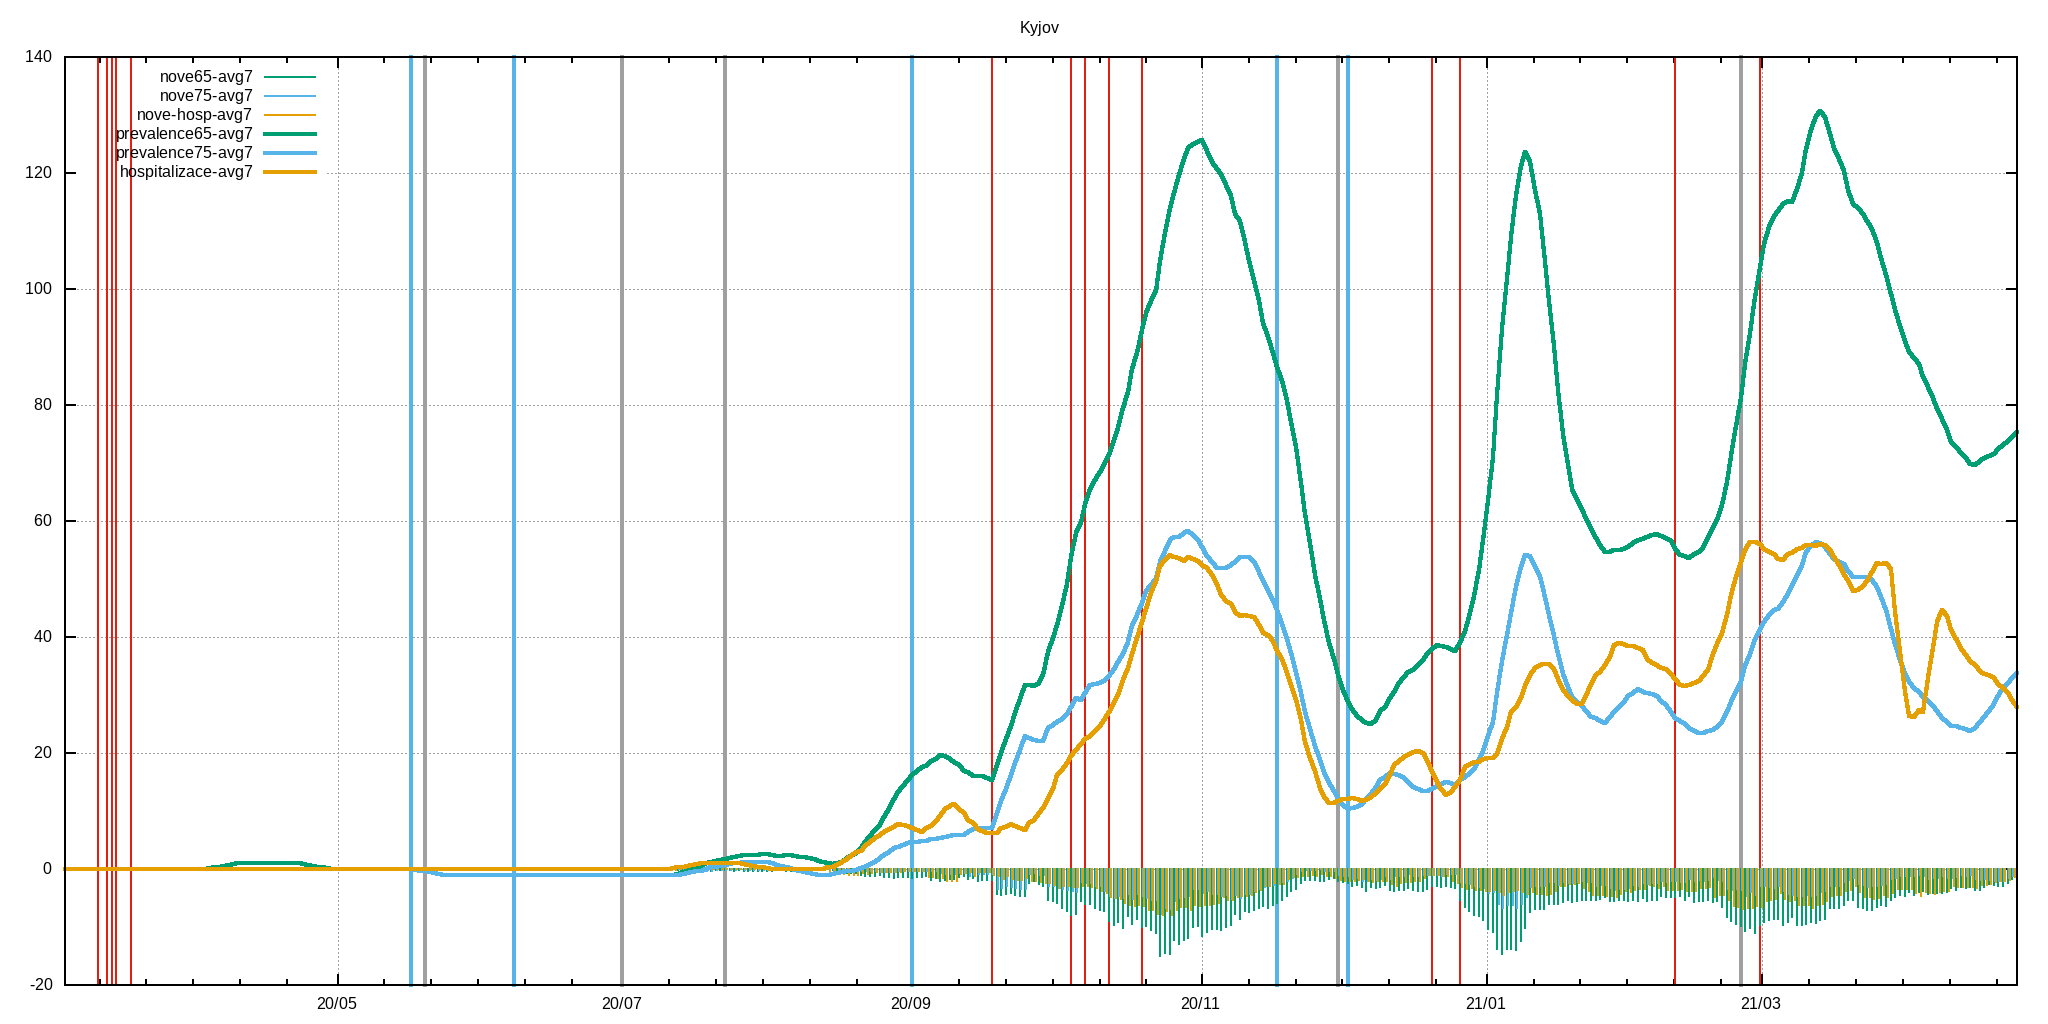 Kyjov
140
120
100
80
60
40
20
0
-20
nove65-avg7
nove75-avg7
nove-hosp-avg7
prevalence65-avg7
prevalence75-avg7
hospitalizace-avg7
20/05
20/07
20/09
20/11
21/01
21/03